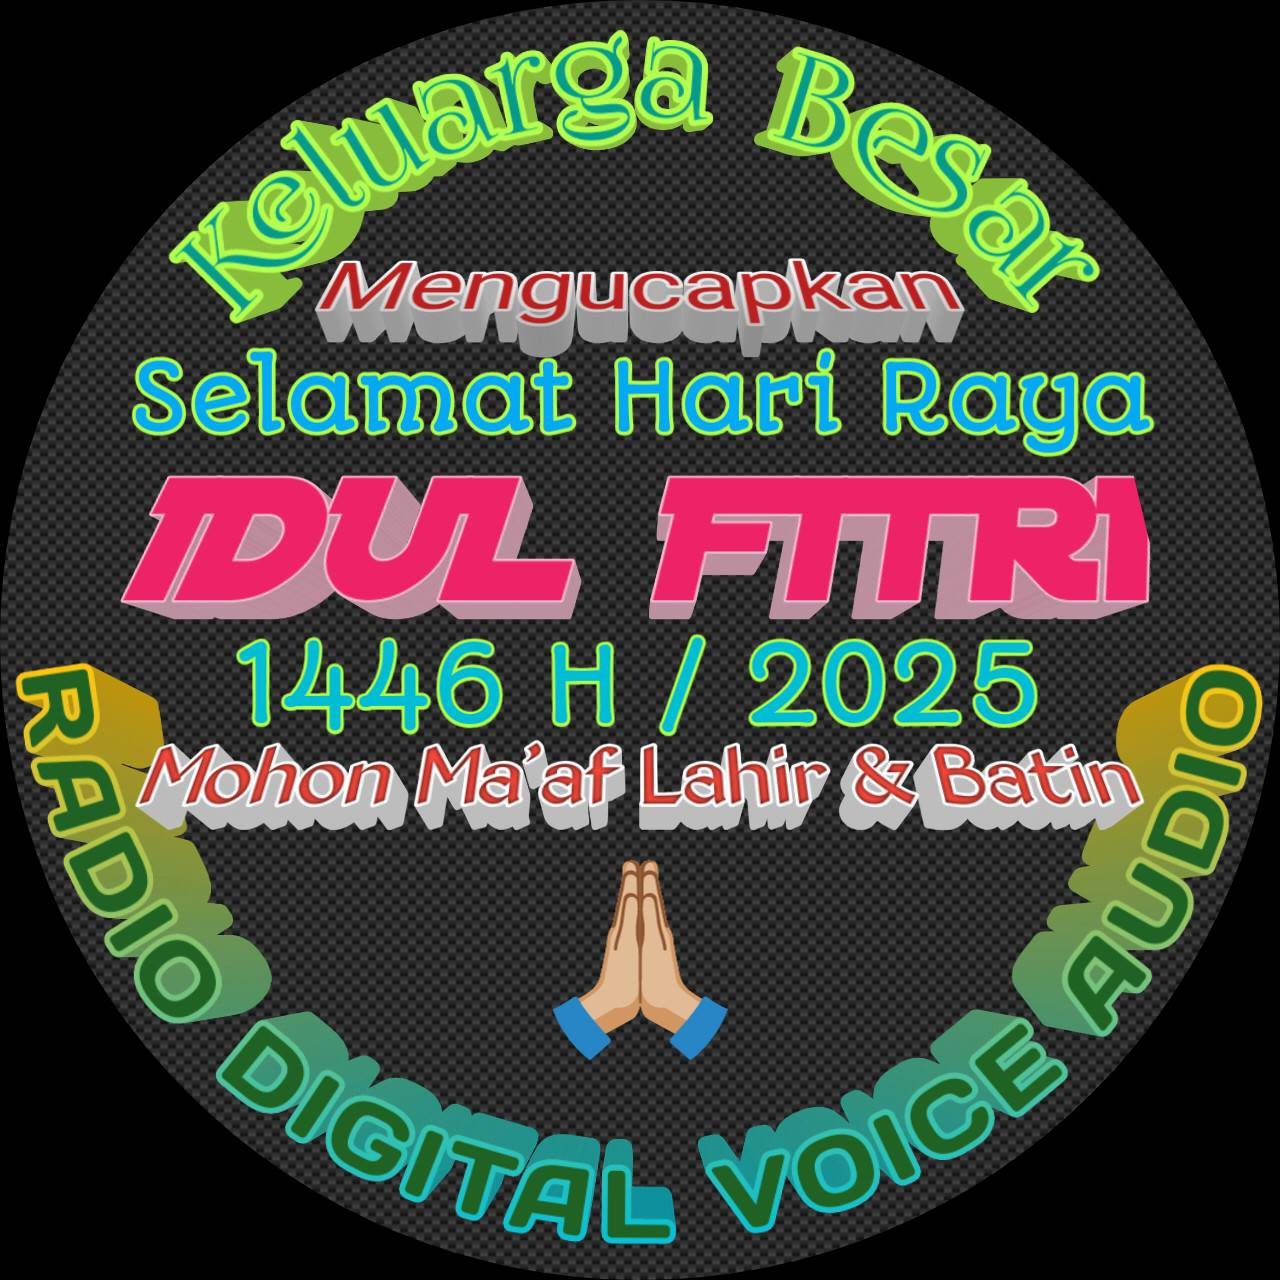 Keluarga Besar
Mengucapkan
Selamat Hari Raya
IDUL FITRI
1446 H / 2025
Mohon Ma'af Lahir & Batin
RADIO DIGITAL VOICE AUDIO